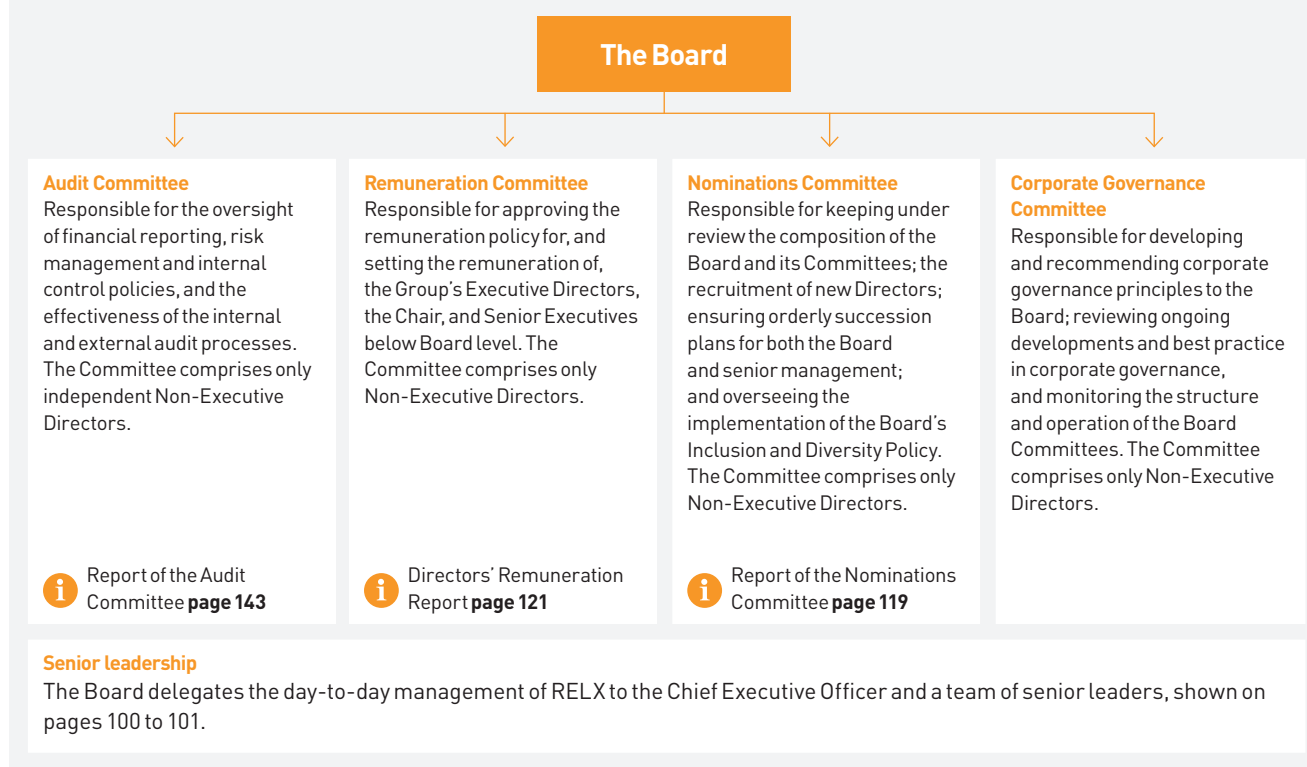 The Board
Audit Committee
Responsible for the oversight
of financial reporting, risk
management and internal
control policies, and the
effectiveness of the internal
and external audit processes.
The Committee comprises only
independent Non-Executive
Directors.
Report of the Audit
Committee page 143
Remuneration Committee
Responsible for approving the
remuneration policy for, and
setting the remuneration of,
the Group’s Executive Directors,
the Chair, and Senior Executives
below Board level. The
Committee comprises only
Non-Executive Directors.
Directors’ Remuneration
Report page 121
Nominations Committee
Responsible for keeping under
review the composition of the
Board and its Committees; the
recruitment of new Directors;
ensuring orderly succession
plans for both the Board
and senior management;
and overseeing the
implementation of the Board’s
Inclusion and Diversity Policy.
The Committee comprises only
Non-Executive Directors.
Report of the Nominations
Committee page 119
Corporate Governance
Committee
Responsible for developing
and recommending corporate
governance principles to the
Board; reviewing ongoing
developments and best practice
in corporate governance,
and monitoring the structure
and operation of the Board
Committees. The Committee
comprises only Non-Executive
Directors.
Senior leadership
The Board delegates the day-to-day management of RELX to the Chief Executive Officer and a team of senior leaders, shown on
pages 100 to 101.